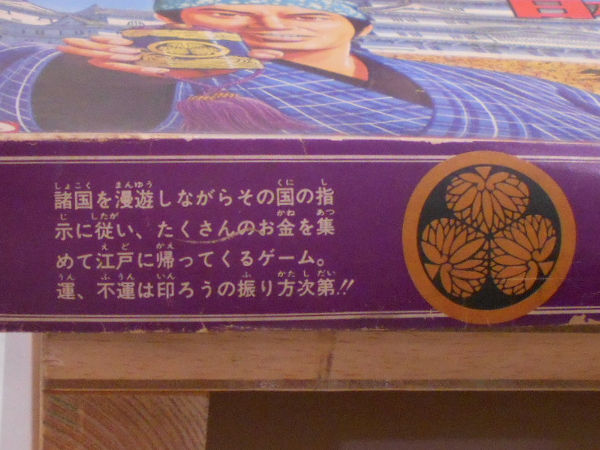 諸国を漫遊しながらその国の指
示に従い、たくさんのお金を集
めて江戸に帰ってくるゲーム。
運、不運は印ろうの振り方次第!!